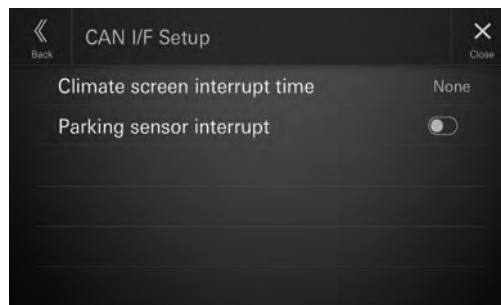 Back
CAN I/F Setup
Close
Climate screen interrupt time
None
Parking sensor interrupt